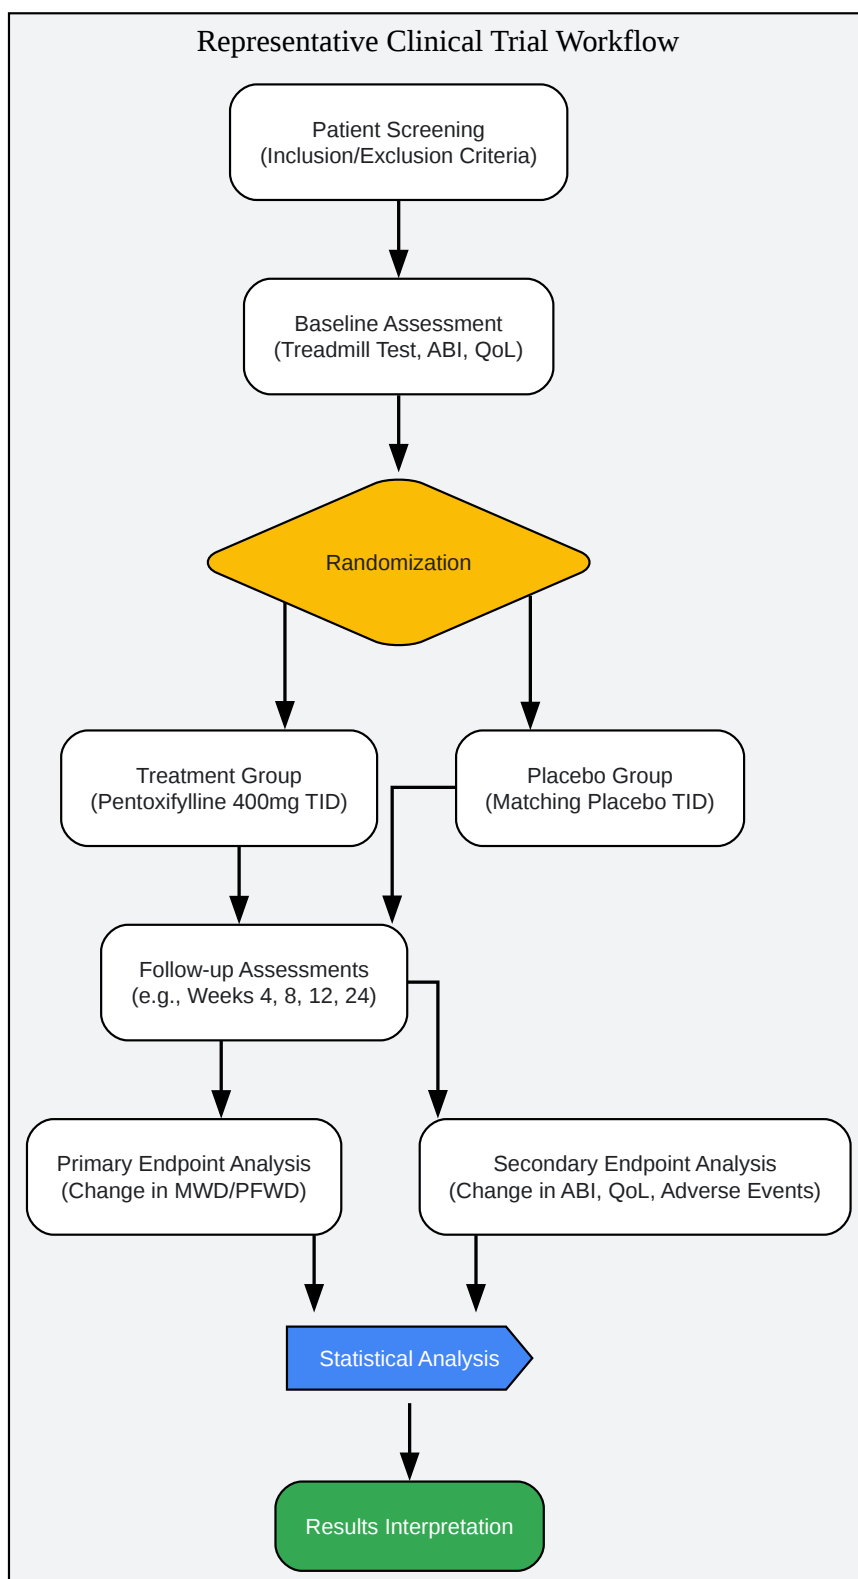 Representative Clinical Trial Workflow
Patient Screening
(Inclusion/Exclusion Criteria)
Baseline Assessment
(Treadmill Test, ABI, QoL)
Randomization
Treatment Group
(Pentoxifylline 400mg TID)
Placebo Group
(Matching Placebo TID)
Follow-up Assessments
(e.g., Weeks 4, 8, 12, 24)
Primary Endpoint Analysis
(Change in MWD/PFWD)
Secondary Endpoint Analysis
(Change in ABI, QoL, Adverse Events)
Statistical Analysis
Results Interpretation